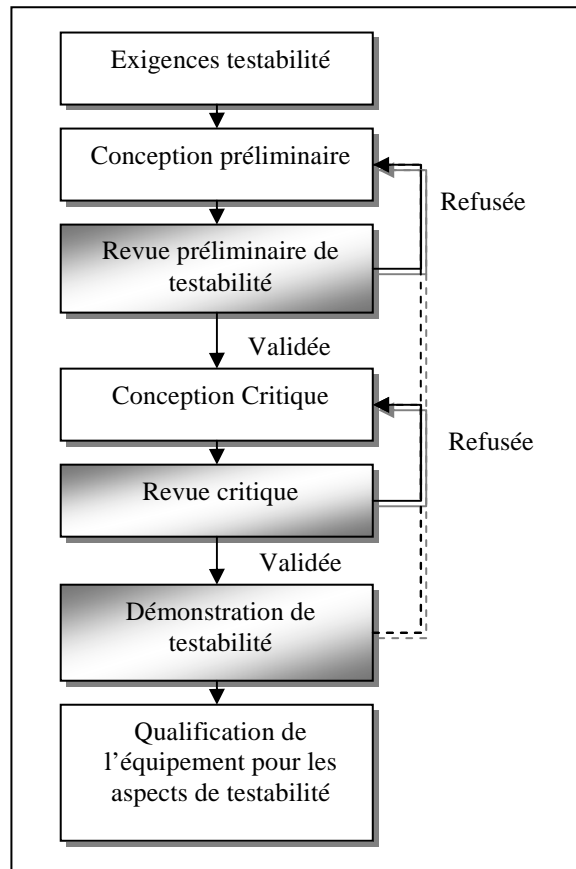 Exigences testabilité
Conception préliminaire
Refusée
Revue préliminaire de
testabilité
Validée
Conception Critique
Refusée
Revue critique
Validée
Démonstration de
testabilité
Qualification de
l’équipement pour les
aspects de testabilité